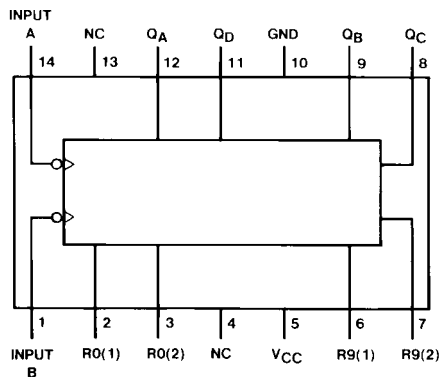 INPUT
A NC QA QD GND QB QC
14 13 12 11 10 9 8
1 2 3 4 5 6 7
INPUT R0(1) R0(2) NC VCC R9(1) R9(2)
B